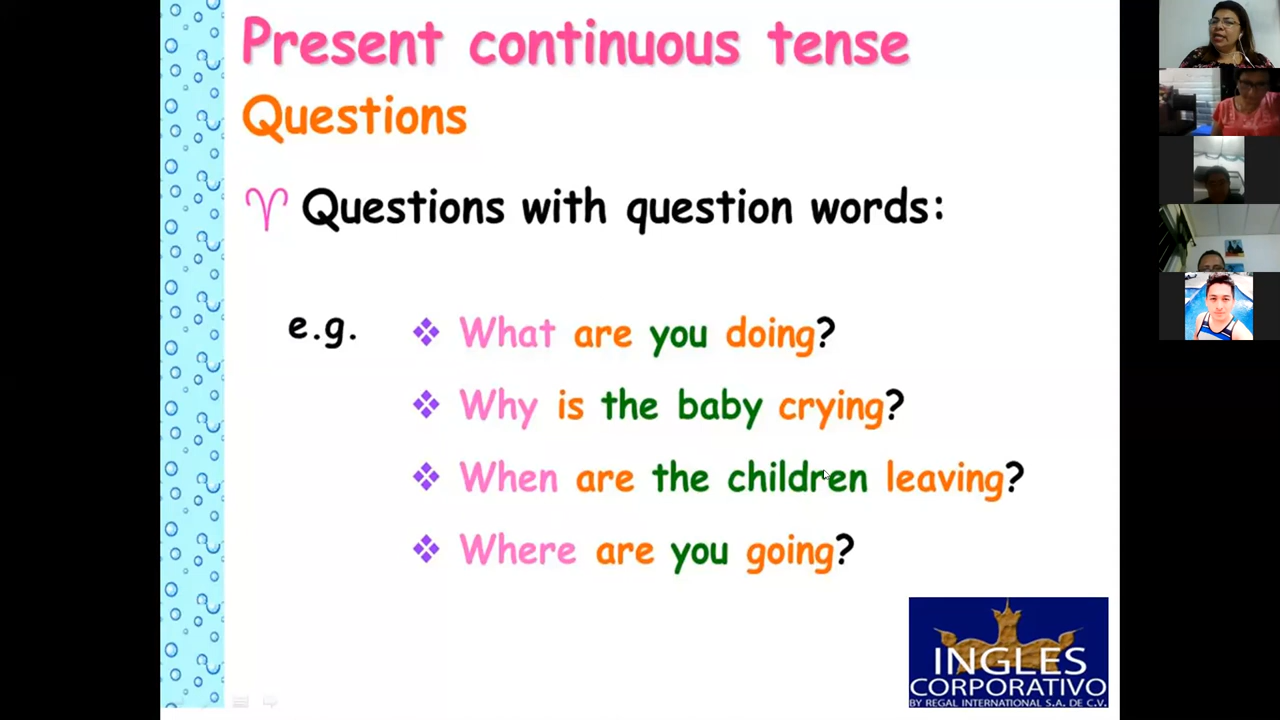 Present continuous tense
Questions
Questions with question words:
e.g.
What are you doing?
Why is the baby crying?
When are the children leaving?
Where are you going?
INGLES
CORPORATIVO
BY REGAL INTERNATIONAL S.A. DE C.V.